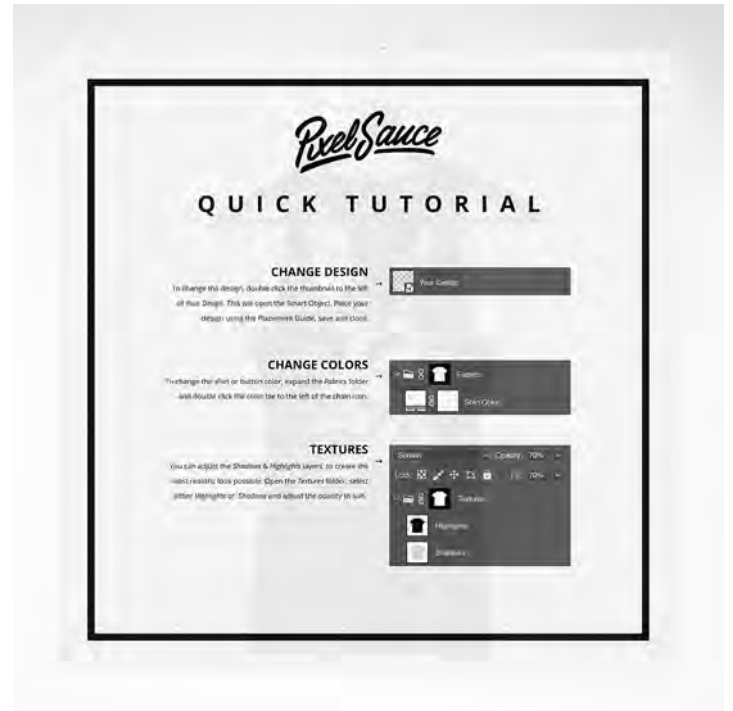 PixelSauce
QUICK TUTORIAL
CHANGE DESIGN
To change the design, double click the thumbnail to the left
of Your Design. This will open the Smart Object. Place your
design using the Placement Guide, save and close.
Your Design
CHANGE COLORS
To change the shirt or button color, expand the Fabrics folder
and double click the color tile to the left of the chain icon.
Fabrics
Shirt Color
TEXTURES
You can adjust the Shadows & Highlights layers, to create the
most realistic look possible. Open the Textures folder, select
either Highlights or Shadows and adjust the opacity to suit.
Screen Opacity: 70%
Lock: 70%
Textures
Highlights
Shadows